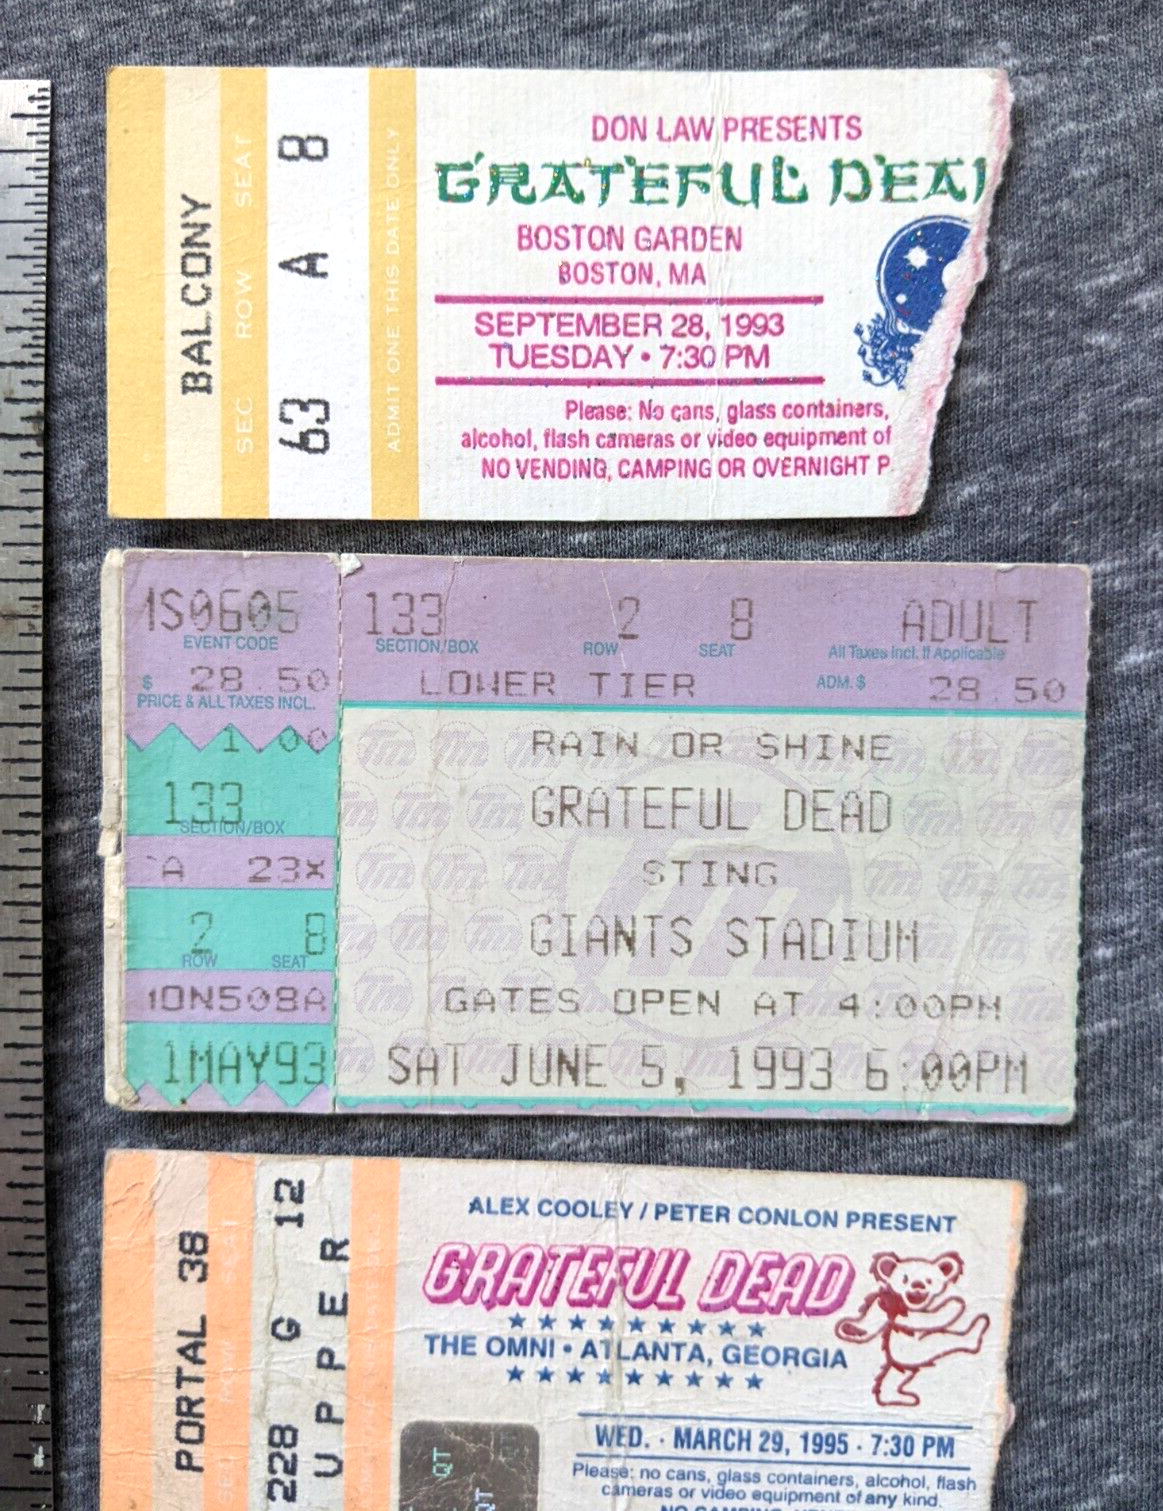 BALCONY
SEC ROW SEAT
63 A 8
ADMIT ONE THIS DATE ONLY
DON LAW PRESENTS
GRATEFUL DEA
BOSTON GARDEN
BOSTON, MA
SEPTEMBER 28, 1993
TUESDAY • 7:30 PM
Please: No cans, glass containers,
alcohol, flash cameras or video equipment of
NO VENDING, CAMPING OR OVERNIGHT P
1S0605
EVENT CODE
$ 28.50
PRICE & ALL TAXES INCL.
1.00
133
SECTION/BOX
CA 23X
2 8
ROW SEAT
10N508A
1MAY93
133 2 8 ADULT
SECTION/BOX ROW SEAT All Taxes Incl. If Applicable
LOWER TIER ADM. $ 28.50
RAIN OR SHINE
GRATEFUL DEAD
STING
GIANTS STADIUM
GATES OPEN AT 4:00PM
SAT JUNE 5, 1993 6:00PM
PORTAL 38
ROW SEAT
228 G 12
UPPER
ALEX COOLEY / PETER CONLON PRESENT
GRATEFUL DEAD
THE OMNI • ATLANTA, GEORGIA
QT
QT
WED. · MARCH 29, 1995 · 7:30 PM
Please: no cans, glass containers, alcohol, flash
cameras or video equipment of any kind.